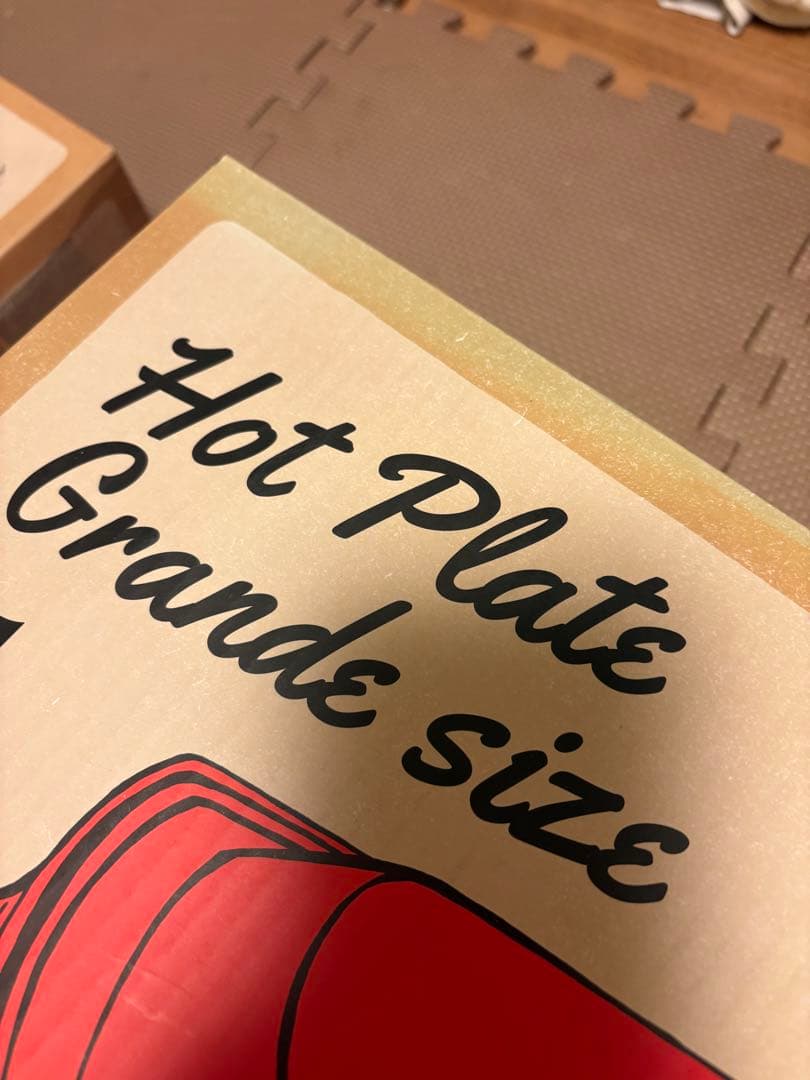 Hot Plate
Grande size